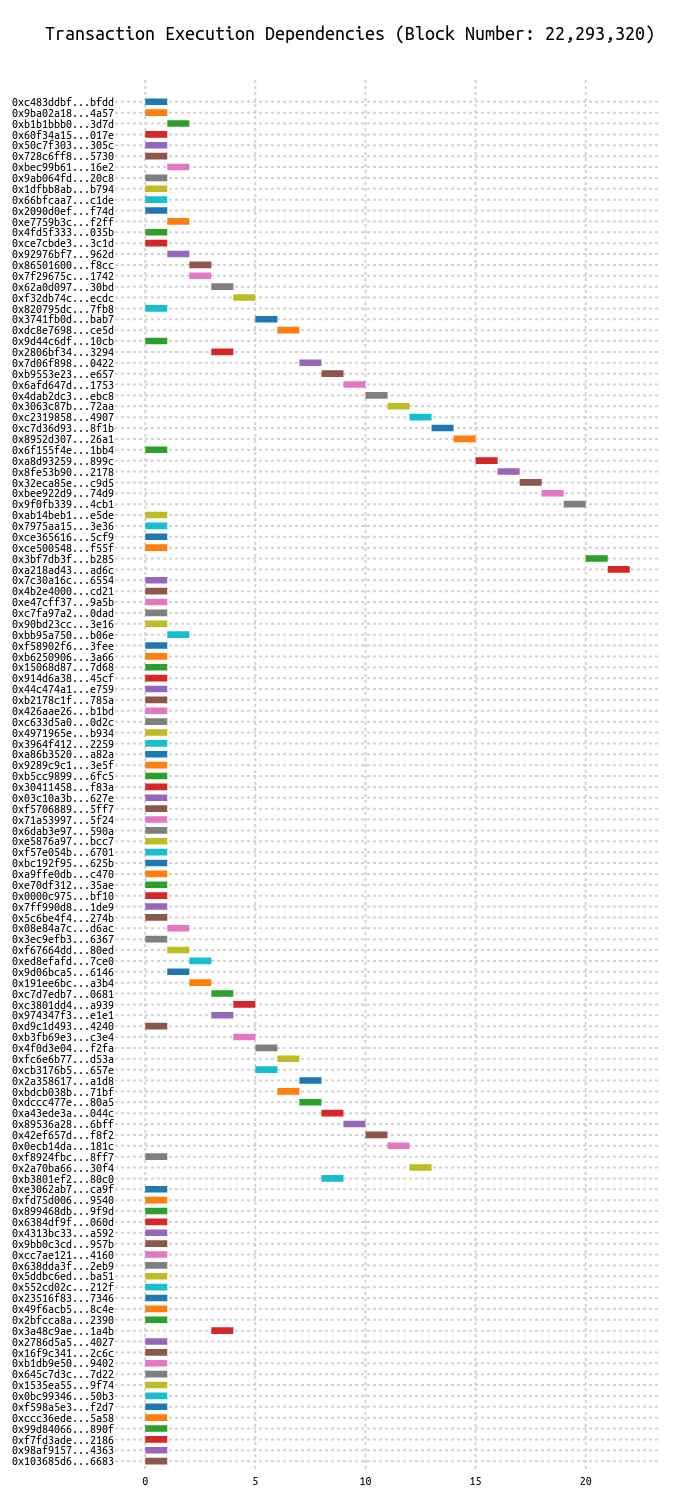 Transaction Execution Dependencies (Block Number: 22,293,320)
0xc483ddbf...bfdd
0x9ba02a18...4a57
0xb1b1bbb0...3d7d
0x60f34a15...017e
0x50c7f303...305c
0x728c6ff8...5730
0xbec99b61...16e2
0x9ab064fd...20c8
0x1dfbb8ab...b794
0x66bfcaa7...c1de
0x2090d0ef...f74d
0xe7759b3c...f2ff
0x4fd5f333...035b
0xce7cbde3...3c1d
0x92976bf7...962d
0x86501600...f8cc
0x7f29675c...1742
0x62a0d097...30bd
0xf32db74c...ecdc
0x820795dc...7fb8
0x3741fb0d...bab7
0xdc8e7698...ce5d
0x9d44c6df...10cb
0x2806bf34...3294
0x7d06f898...0422
0xb9553e23...e657
0x6afd647d...1753
0x4dab2dc3...ebc8
0x3063c87b...72aa
0xc2319858...4907
0xc7d36d93...8f1b
0x8952d307...26a1
0x6f155f4e...1bb4
0xa8d93259...899c
0x8fe53b90...2178
0x32eca85e...c9d5
0xbee922d9...74d9
0x9f0fb339...4cb1
0xab14beb1...e5de
0x7975aa15...3e36
0xce365616...5cf9
0xce500548...f55f
0x3bf7db3f...b285
0xa218ad43...ad6c
0x7c30a16c...6554
0x4b2e4000...cd21
0xe47cff37...9a5b
0xc7fa97a2...0dad
0x90bd23cc...3e16
0xbb95a750...b06e
0xf58902f6...3fee
0xb6250906...3a66
0x15068d87...7d68
0x914d6a38...45cf
0x44c474a1...e759
0xb2178c1f...785a
0x426aae26...b1bd
0xc633d5a0...0d2c
0x4971965e...b934
0x3964f412...2259
0xa86b3520...a82a
0x9289c9c1...3e5f
0xb5cc9899...6fc5
0x30411458...f83a
0x03c10a3b...627e
0xf5706889...5ff7
0x71a53997...5f24
0x6dab3e97...590a
0xe5876a97...bcc7
0xf57e054b...6701
0xbc192f95...625b
0xa9ffe0db...c470
0xe70df312...35ae
0x0000c975...bf10
0x7ff990d8...1de9
0x5c6be4f4...274b
0x08e84a7c...d6ac
0x3ec9efb3...6367
0xf67664dd...80ed
0xed8efafd...7ce0
0x9d06bca5...6146
0x191ee6bc...a3b4
0xc7d7edb7...0681
0xc3801dd4...a939
0x974347f3...e1e1
0xd9c1d493...4240
0xb3fb69e3...c3e4
0x4f0d3e04...f2fa
0xfc6e6b77...d53a
0xcb3176b5...657e
0x2a358617...a1d8
0xbdcb038b...71bf
0xdccc477e...80a5
0xa43ede3a...044c
0x89536a28...6bff
0x42ef657d...f8f2
0x0ecb14da...181c
0xf8924fbc...8ff7
0x2a70ba66...30f4
0xb3801ef2...80c0
0xe3062ab7...ca9f
0xfd75d006...9540
0x899468db...9f9d
0x6384df9f...060d
0x4313bc33...a592
0x9bb0c3cd...957b
0xcc7ae121...4160
0x638dda3f...2eb9
0x5ddbc6ed...ba51
0x552cd02c...212f
0x23516f83...7346
0x49f6acb5...8c4e
0x2bfcca8a...2390
0x3a48c9ae...1a4b
0x2786d5a5...4027
0x16f9c341...2c6c
0xb1db9e50...9402
0x645c7d3c...7d22
0x1535ea55...9f74
0x0bc99346...50b3
0xf598a5e3...f2d7
0xccc36ede...5a58
0x99d84066...890f
0xf7fd3ade...2186
0x98af9157...4363
0x103685d6...6683
0 5 10 15 20